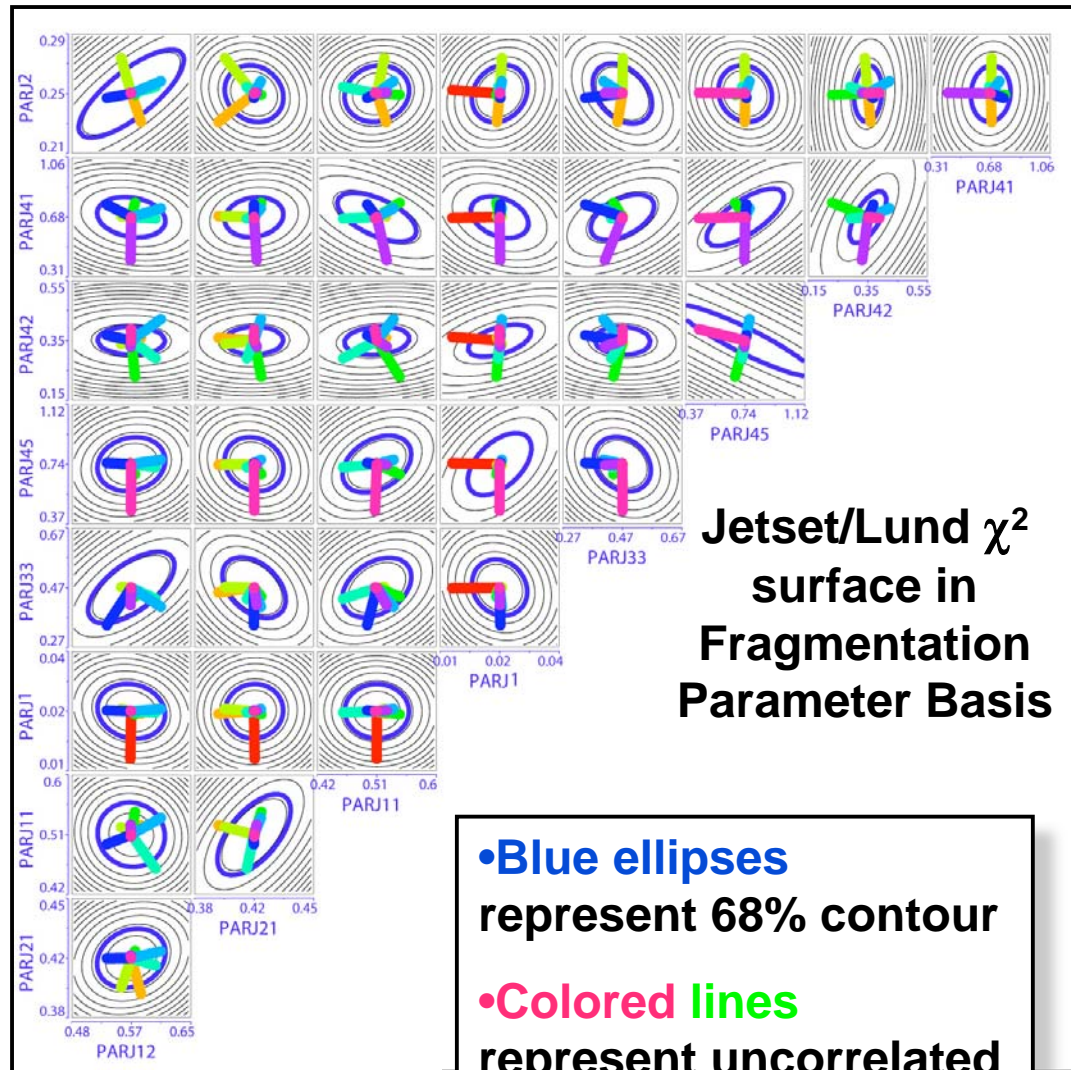 0.29
PARJ2
0.25
0.21
0.31 0.68 1.06
PARJ41
1.06
PARJ41
0.68
0.31
0.15 0.35 0.55
PARJ42
0.55
PARJ42
0.35
0.15
0.37 0.74 1.12
PARJ45
1.12
PARJ45
0.74
0.37
0.27 0.47 0.67
PARJ33
0.67
PARJ33
0.47
0.27
0.01 0.02 0.04
PARJ1
0.04
PARJ1
0.02
0.01
0.42 0.51 0.6
PARJ11
0.6
PARJ11
0.51
0.42
0.38 0.42 0.45
PARJ21
0.45
PARJ21
0.42
0.38
0.48 0.57 0.65
PARJ12
Jetset/Lund χ²
surface in
Fragmentation
Parameter Basis
•Blue ellipses
represent 68% contour
•Colored lines
represent uncorrelated